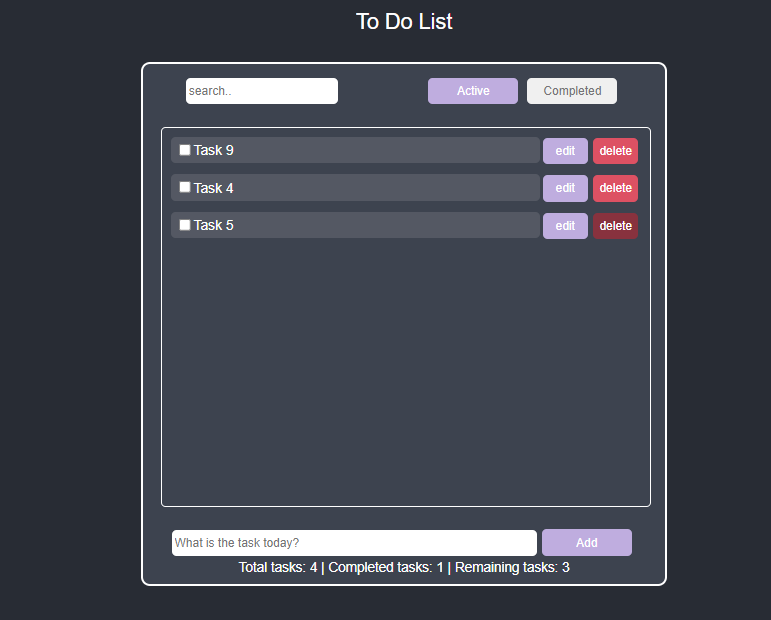 To Do List
search.. Active Completed
Task 9 edit delete
Task 4 edit delete
Task 5 edit delete
What is the task today? Add
Total tasks: 4 | Completed tasks: 1 | Remaining tasks: 3